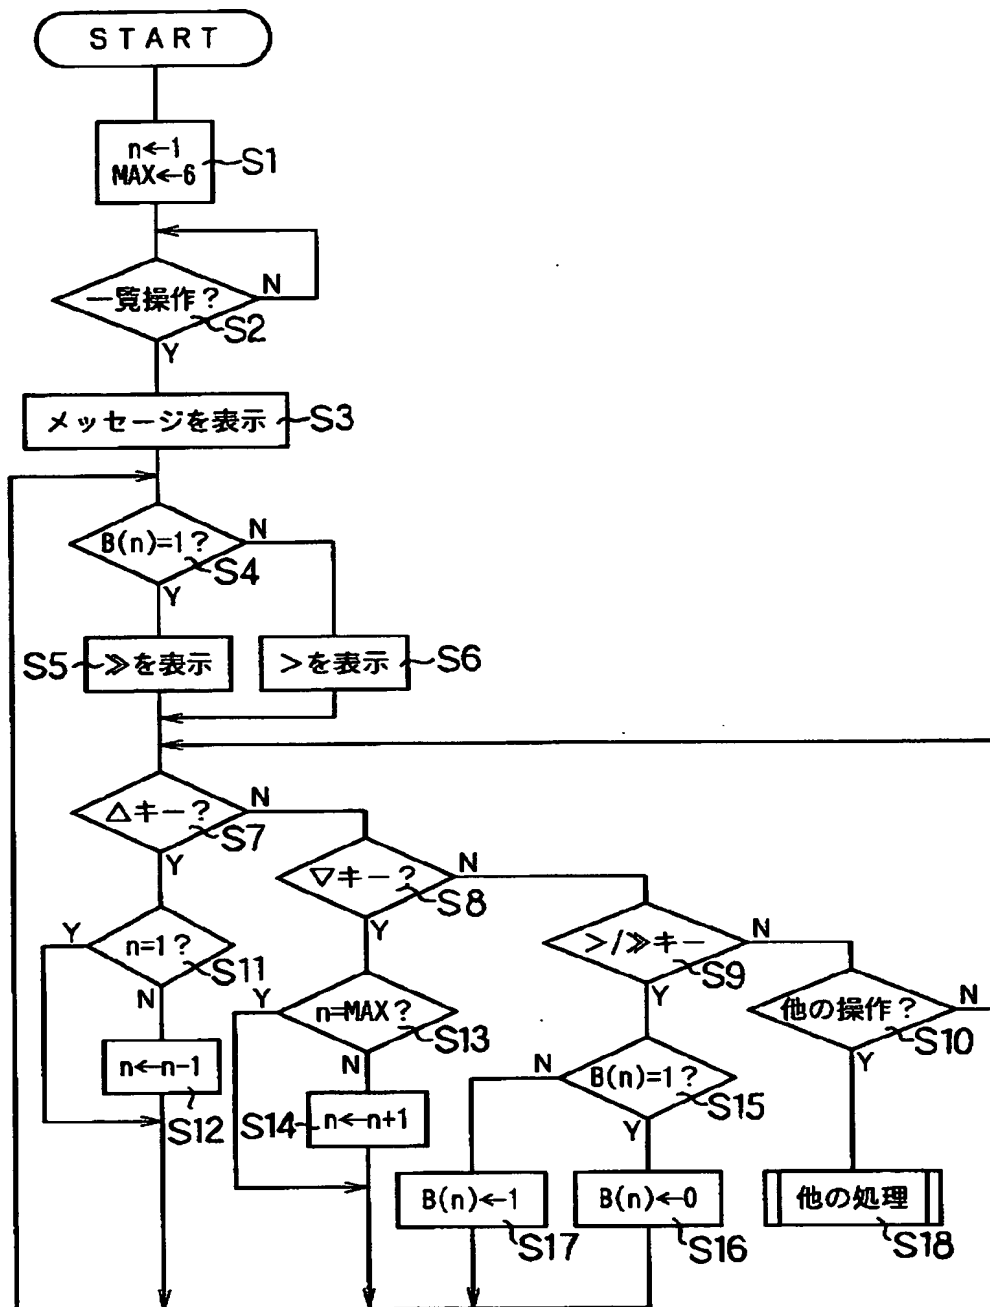 START
n←1
MAX←6
S1
一覧操作?
N
S2
Y
メッセージを表示
S3
B(n)=1?
N
S4
Y
S5
≫を表示
>を表示
S6
△キー?
N
S7
Y
▽キー?
N
S8
Y
>/≫キー
N
S9
Y
他の操作?
N
S10
Y
n=1?
Y
S11
N
n←n-1
S12
n=MAX?
Y
S13
N
S14
n←n+1
B(n)=1?
N
S15
Y
B(n)←1
S17
B(n)←0
S16
他の処理
S18